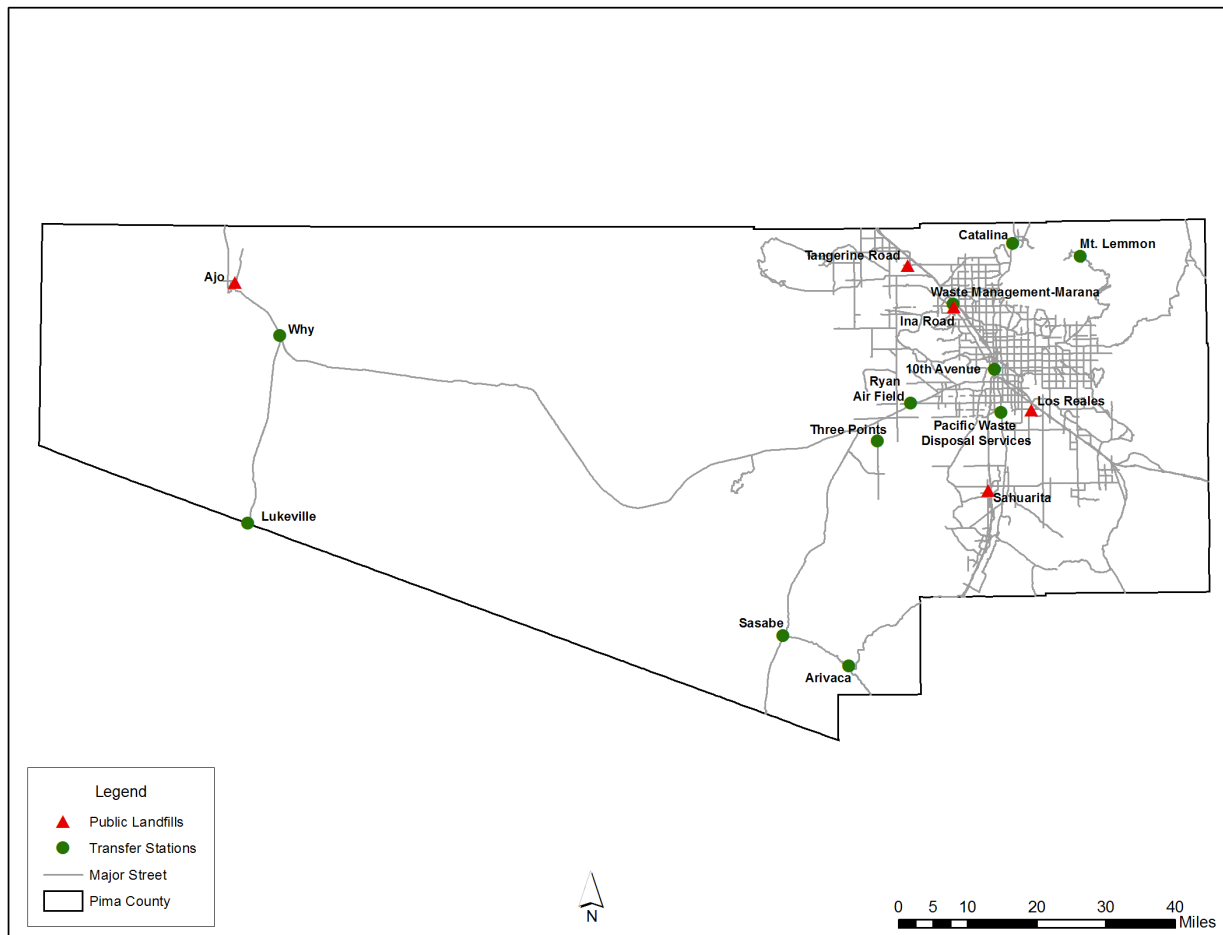 Catalina
Mt. Lemmon
Tangerine Road
Ajo
Waste Management-Marana
Ina Road
Why
10th Avenue
Ryan
Air Field
Los Reales
Three Points
Pacific Waste
Disposal Services
Sahuarita
Lukeville
Sasabe
Arivaca
Legend
Public Landfills
Transfer Stations
Major Street
Pima County
N
0 5 10 20 30 40
Miles